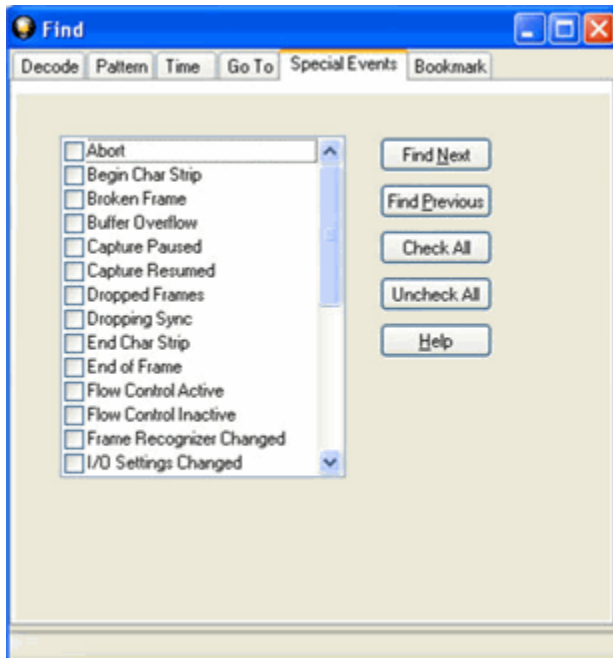 Find
Decode Pattern Time Go To Special Events Bookmark
Abort
Begin Char Strip
Broken Frame
Buffer Overflow
Capture Paused
Capture Resumed
Dropped Frames
Dropping Sync
End Char Strip
End of Frame
Flow Control Active
Flow Control Inactive
Frame Recognizer Changed
I/O Settings Changed
Find Next
Find Previous
Check All
Uncheck All
Help